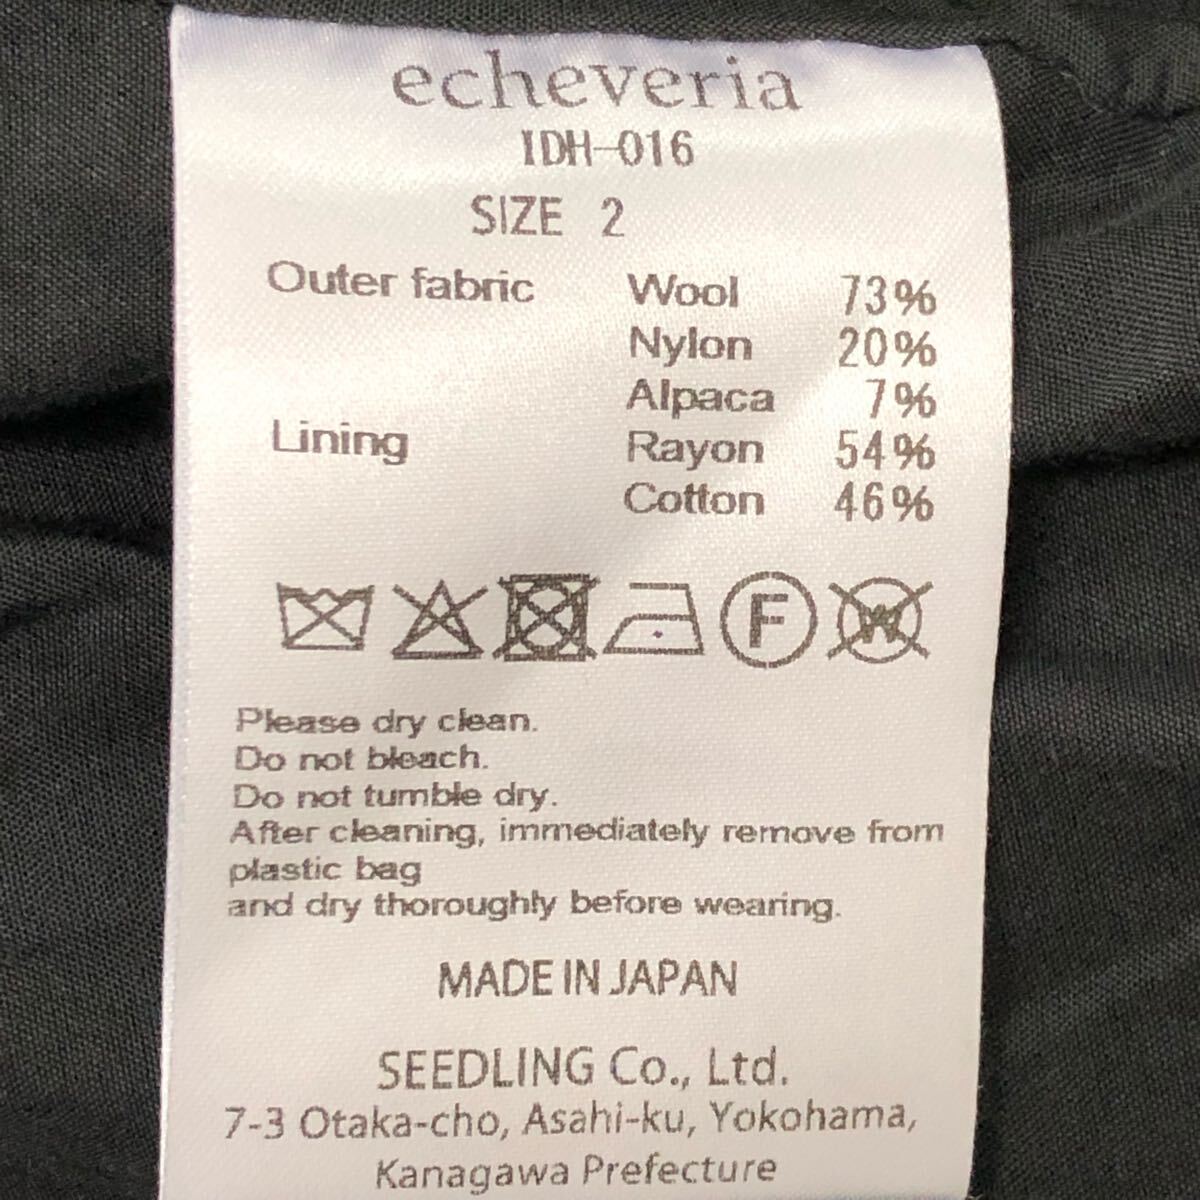 echeveria
IDH-016
SIZE 2
Outer fabric Wool 73%
Nylon 20%
Alpaca 7%
Lining Rayon 54%
Cotton 46%
F W
Please dry clean.
Do not bleach.
Do not tumble dry.
After cleaning, immediately remove from
plastic bag
and dry thoroughly before wearing.
MADE IN JAPAN
SEEDLING Co., Ltd.
7-3 Otaka-cho, Asahi-ku, Yokohama,
Kanagawa Prefecture